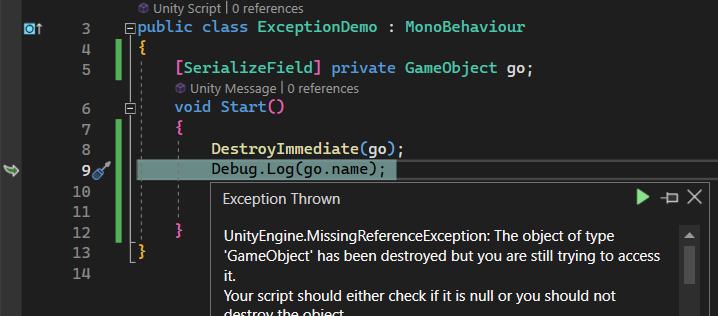 Unity Script | 0 references
3 public class ExceptionDemo : MonoBehaviour
4 {
5 [SerializeField] private GameObject go;
Unity Message | 0 references
6 void Start()
7 {
8 DestroyImmediate(go);
9 Debug.Log(go.name);
10
11
12 }
13 }
14
Exception Thrown
UnityEngine.MissingReferenceException: The object of type
'GameObject' has been destroyed but you are still trying to access
it.
Your script should either check if it is null or you should not
destroy the object.